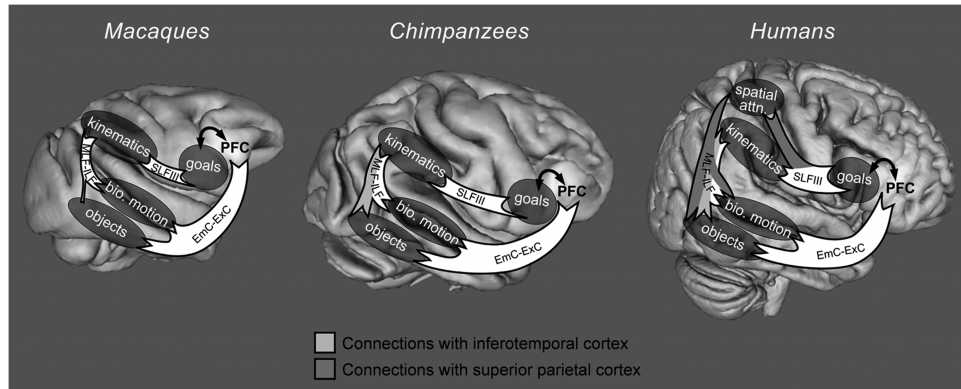 Macaques
Chimpanzees
Humans
kinematics
SLFIII
goals
PFC
MLF-ILF
bio. motion
objects
EmC-ExC
kinematics
SLFIII
goals
PFC
MLF-ILF
bio. motion
objects
EmC-ExC
spatial
attn.
kinematics
SLFIII
goals
PFC
MLF-ILF
bio. motion
objects
EmC-ExC
Connections with inferotemporal cortex
Connections with superior parietal cortex